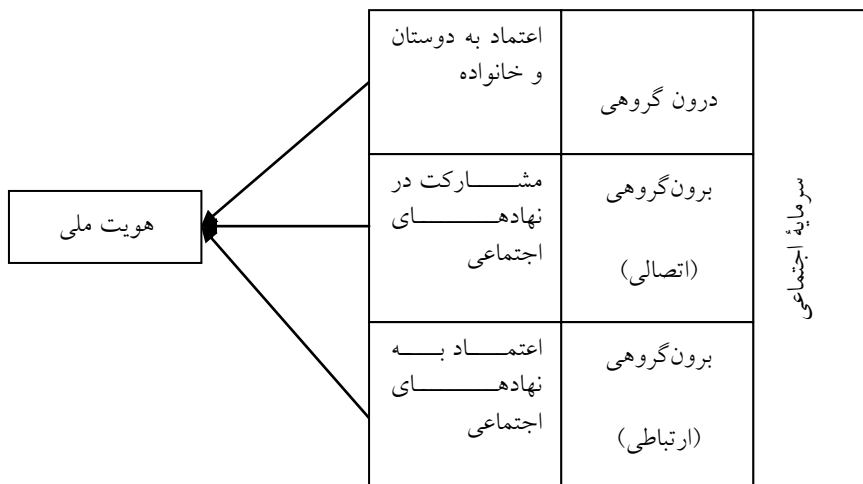 سرمایهٔ اجتماعی
درون گروهی
اعتماد به دوستان
و خانواده
برون‌گروهی
(اتصالی)
مشارکت در
نهادهای
اجتماعی
برون‌گروهی
(ارتباطی)
اعتماد به
نهادهای
اجتماعی
هویت ملی